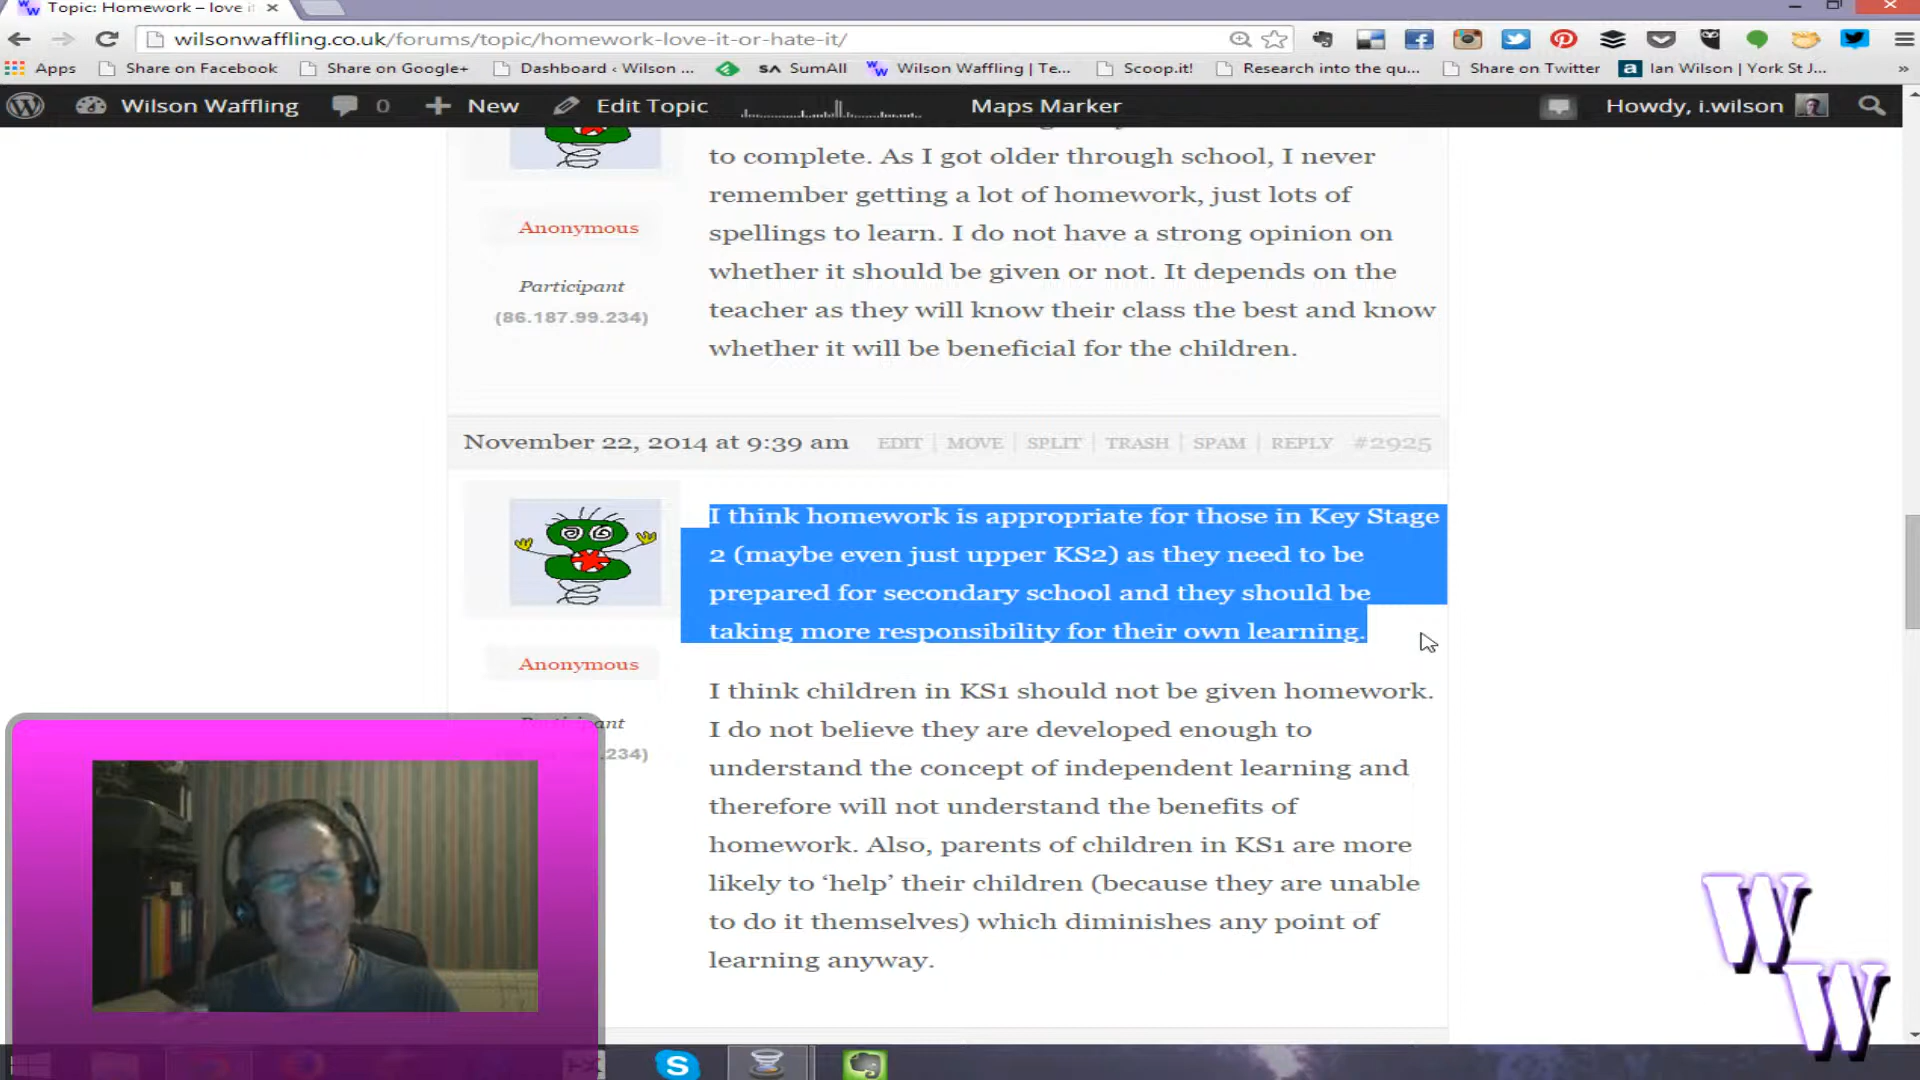 Topic: Homework – love i
wilsonwaffling.co.uk/forums/topic/homework-love-it-or-hate-it/
Apps Share on Facebook Share on Google+ Dashboard ‹ Wilson ... SumAll Wilson Waffling | Te... Scoop.it! Research into the qu... Share on Twitter Ian Wilson | York St J... »
Wilson Waffling 0 + New Edit Topic Maps Marker Howdy, i.wilson
to complete. As I got older through school, I never
remember getting a lot of homework, just lots of
spellings to learn. I do not have a strong opinion on
whether it should be given or not. It depends on the
teacher as they will know their class the best and know
whether it will be beneficial for the children.
Anonymous
Participant
(86.187.99.234)
November 22, 2014 at 9:39 am EDIT | MOVE | SPLIT | TRASH | SPAM | REPLY #2925
I think homework is appropriate for those in Key Stage
2 (maybe even just upper KS2) as they need to be
prepared for secondary school and they should be
taking more responsibility for their own learning.
Anonymous
234)
I think children in KS1 should not be given homework.
I do not believe they are developed enough to
understand the concept of independent learning and
therefore will not understand the benefits of
homework. Also, parents of children in KS1 are more
likely to ‘help’ their children (because they are unable
to do it themselves) which diminishes any point of
learning anyway.
W
W